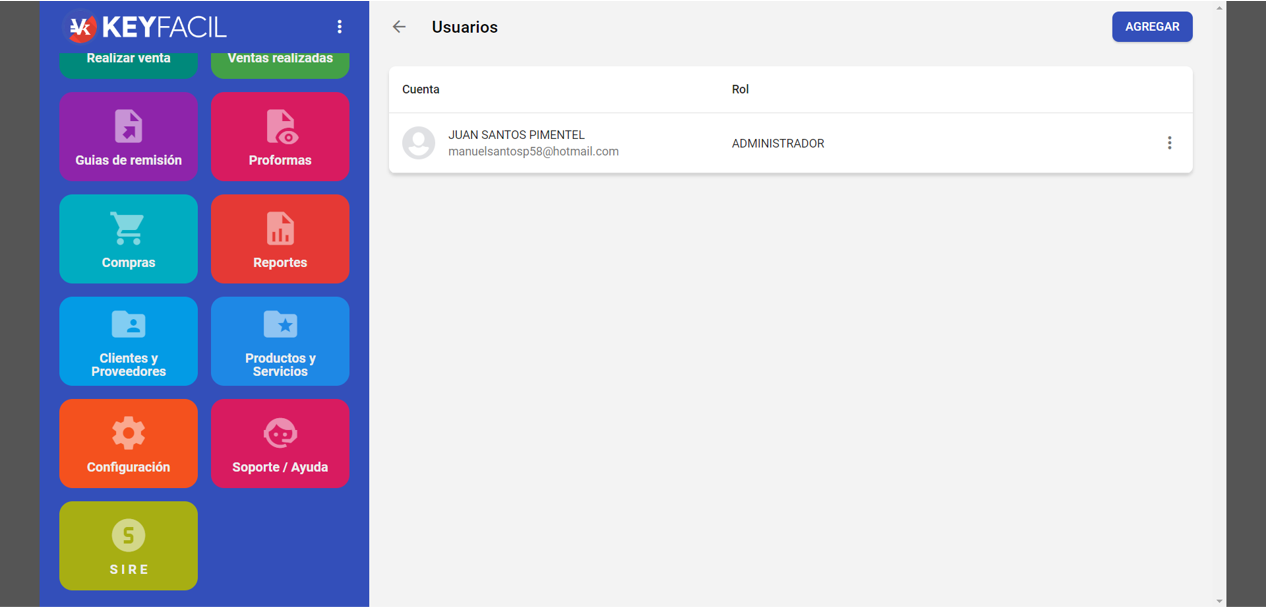 KEYFACIL
Realizar venta
Ventas realizadas
Guias de remisión
Proformas
Compras
Reportes
Clientes y
Proveedores
Productos y
Servicios
Configuración
Soporte / Ayuda
S
SIRE
Usuarios
AGREGAR
Cuenta
Rol
JUAN SANTOS PIMENTEL
manuelsantosp58@hotmail.com
ADMINISTRADOR